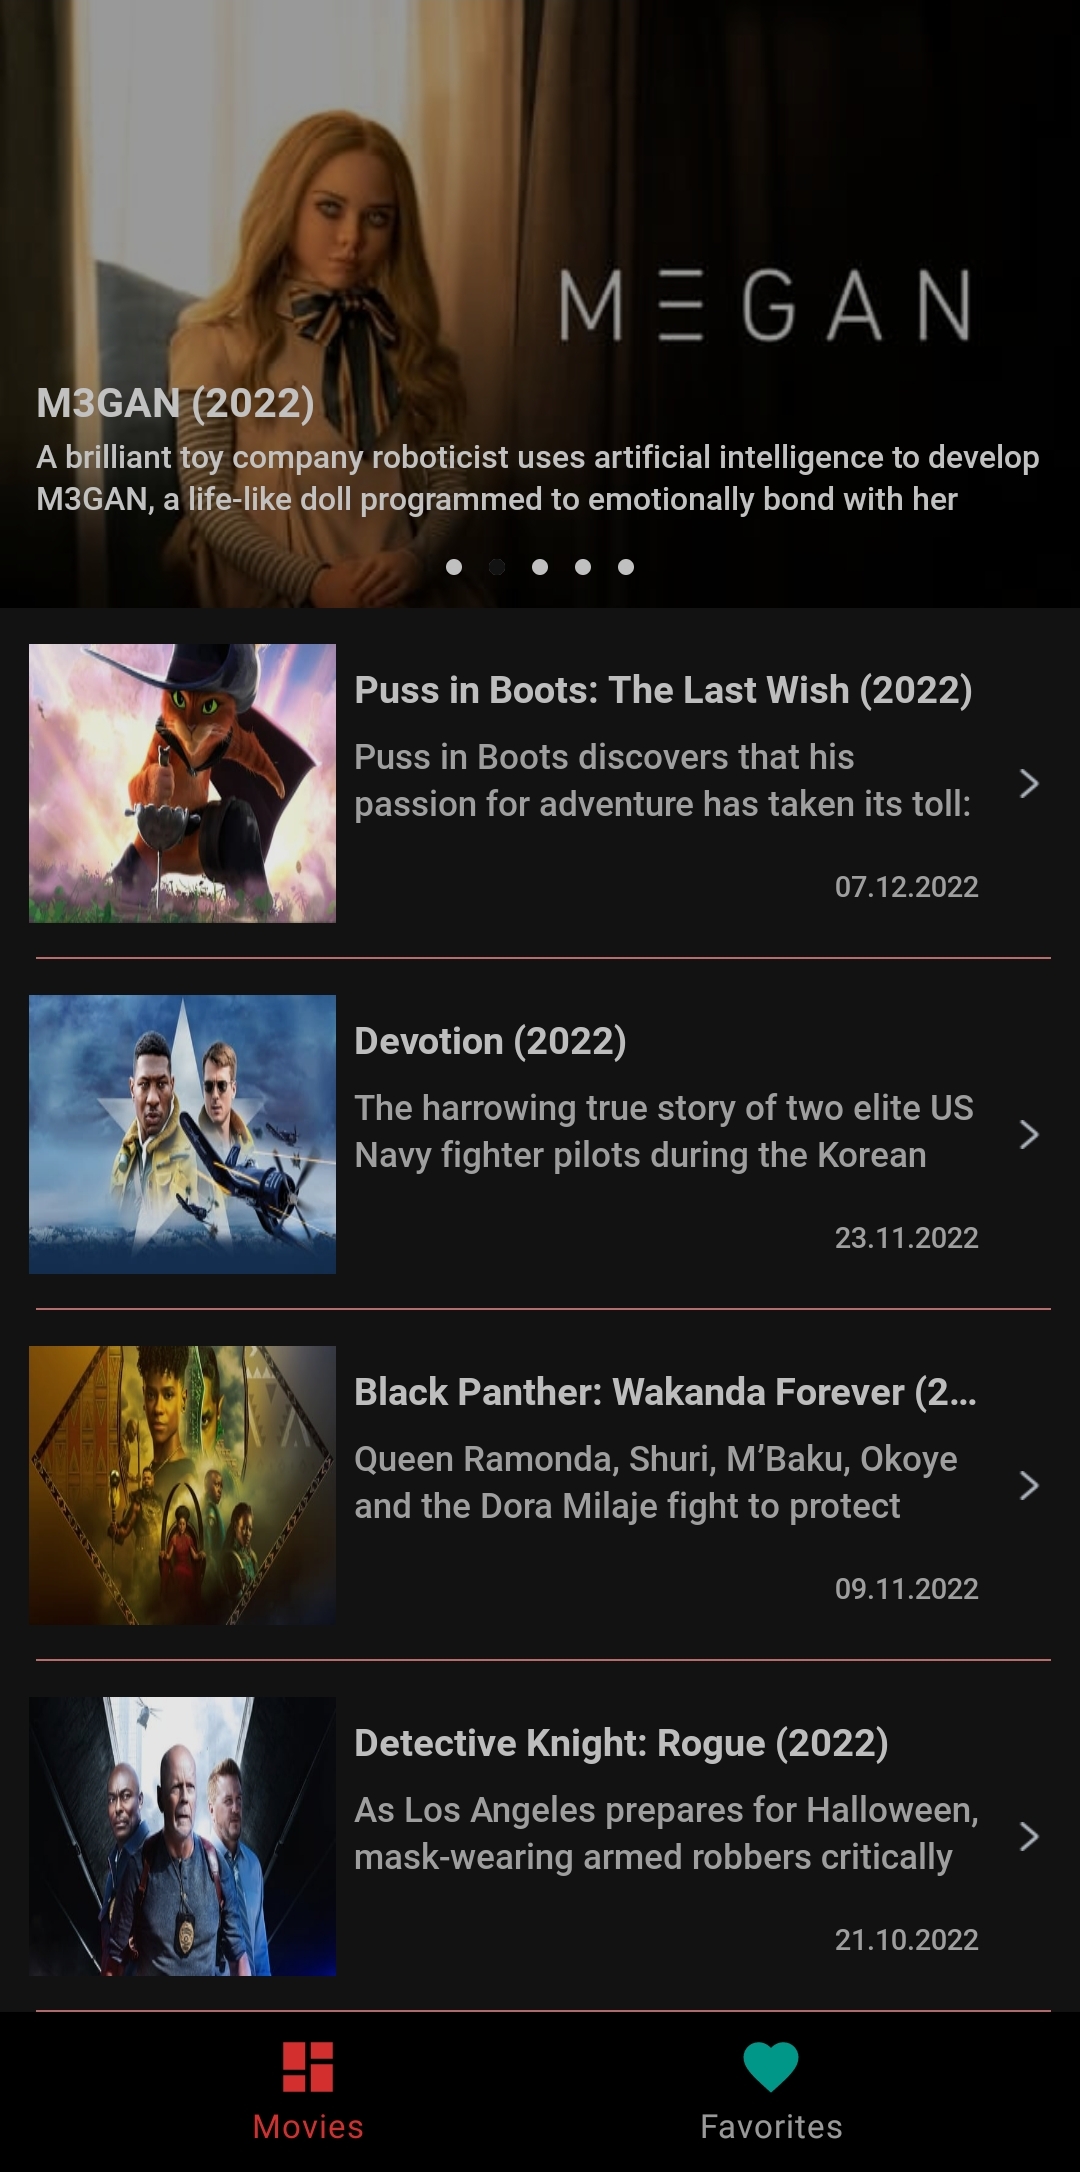 MΞGAN
M3GAN (2022)
A brilliant toy company roboticist uses artificial intelligence to develop
M3GAN, a life-like doll programmed to emotionally bond with her
Puss in Boots: The Last Wish (2022)
Puss in Boots discovers that his
passion for adventure has taken its toll:
07.12.2022
Devotion (2022)
The harrowing true story of two elite US
Navy fighter pilots during the Korean
23.11.2022
Black Panther: Wakanda Forever (2...
Queen Ramonda, Shuri, M’Baku, Okoye
and the Dora Milaje fight to protect
09.11.2022
Detective Knight: Rogue (2022)
As Los Angeles prepares for Halloween,
mask-wearing armed robbers critically
21.10.2022
Movies
Favorites